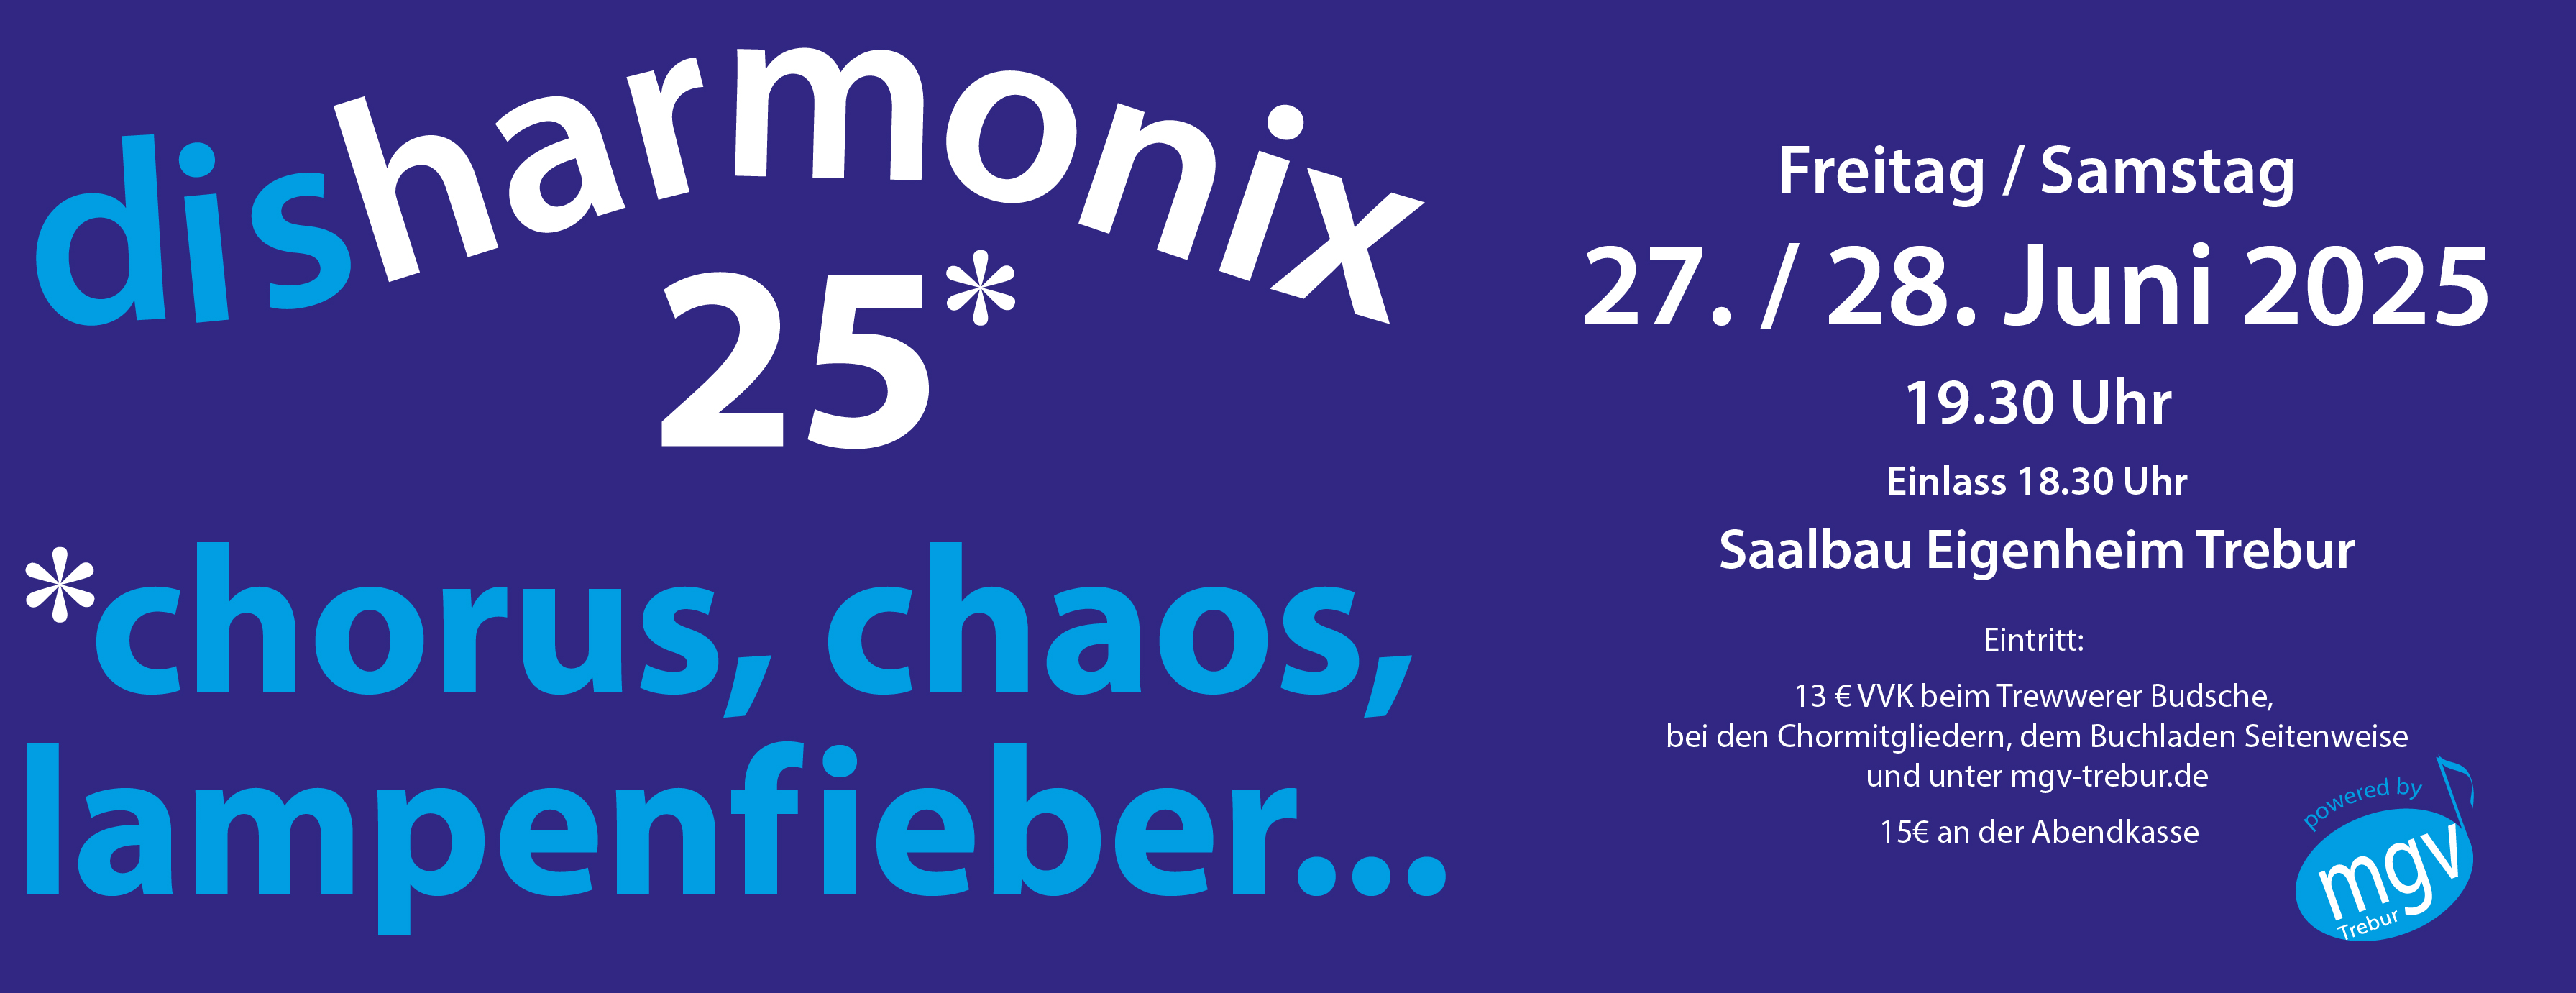 disharmonix
25*
*chorus, chaos,
lampenfieber...
Freitag / Samstag
27. / 28. Juni 2025
19.30 Uhr
Einlass 18.30 Uhr
Saalbau Eigenheim Trebur
Eintritt:
13 € VVK beim Trewwerer Budsche,
bei den Chormitgliedern, dem Buchladen Seitenweise
und unter mgv-trebur.de
15€ an der Abendkasse
powered by
mgv
Trebur